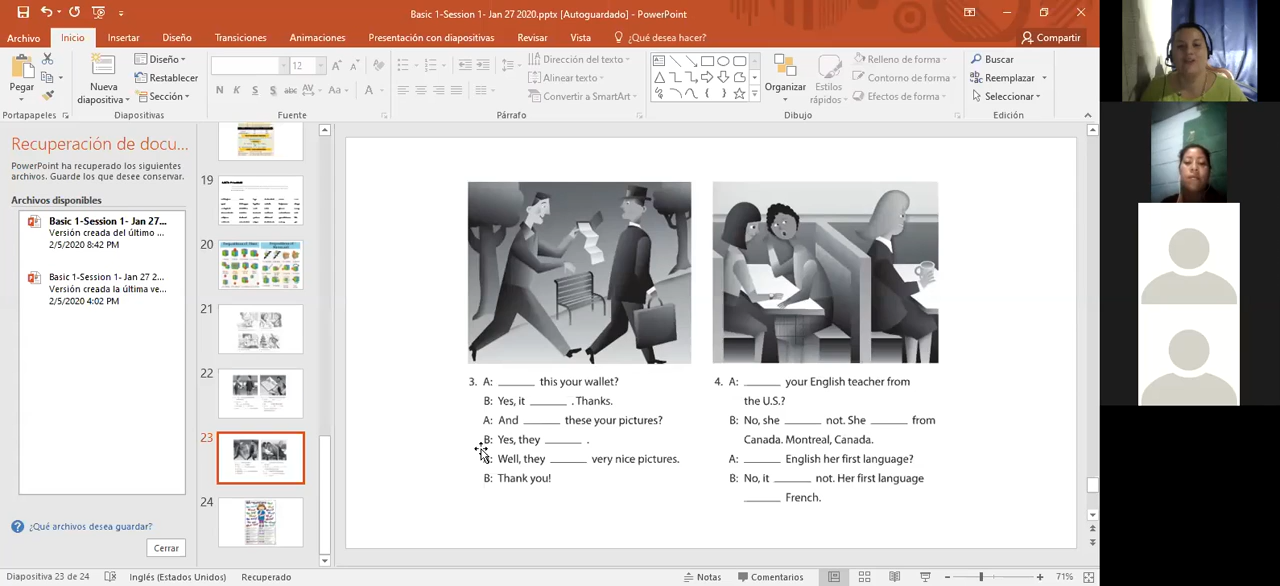 Basic 1-Session 1- Jan 27 2020.pptx [Autoguardado] - PowerPoint
Archivo Inicio Insertar Diseño Transiciones Animaciones Presentación con diapositivas Revisar Vista ¿Qué desea hacer? Compartir
Pegar
Nueva diapositiva
Diseño
Restablecer
Sección
12
N K S S abc AV Aa A
Dirección del texto
Alinear texto
Convertir a SmartArt
Organizar
Estilos rápidos
Relleno de forma
Contorno de forma
Efectos de forma
Buscar
Reemplazar
Seleccionar
Portapapeles Diapositivas Fuente Párrafo Dibujo Edición
Recuperación de docu...
PowerPoint ha recuperado los siguientes
archivos. Guarde los que desee conservar.
Archivos disponibles
Basic 1-Session 1- Jan 27...
Versión creada del último ...
2/5/2020 8:42 PM
Basic 1-Session 1- Jan 27 2...
Versión creada la última ve...
2/5/2020 4:02 PM
¿Qué archivos desea guardar?
Cerrar
19
20
21
22
23
24
3. A: ______ this your wallet?
B: Yes, it ______ . Thanks.
A: And ______ these your pictures?
B: Yes, they ______ .
Well, they ______ very nice pictures.
B: Thank you!
4. A: ______ your English teacher from
the U.S.?
B: No, she ______ not. She ______ from
Canada. Montreal, Canada.
A: ______ English her first language?
B: No, it ______ not. Her first language
______ French.
Diapositiva 23 de 24 Inglés (Estados Unidos) Recuperado Notas Comentarios 71%